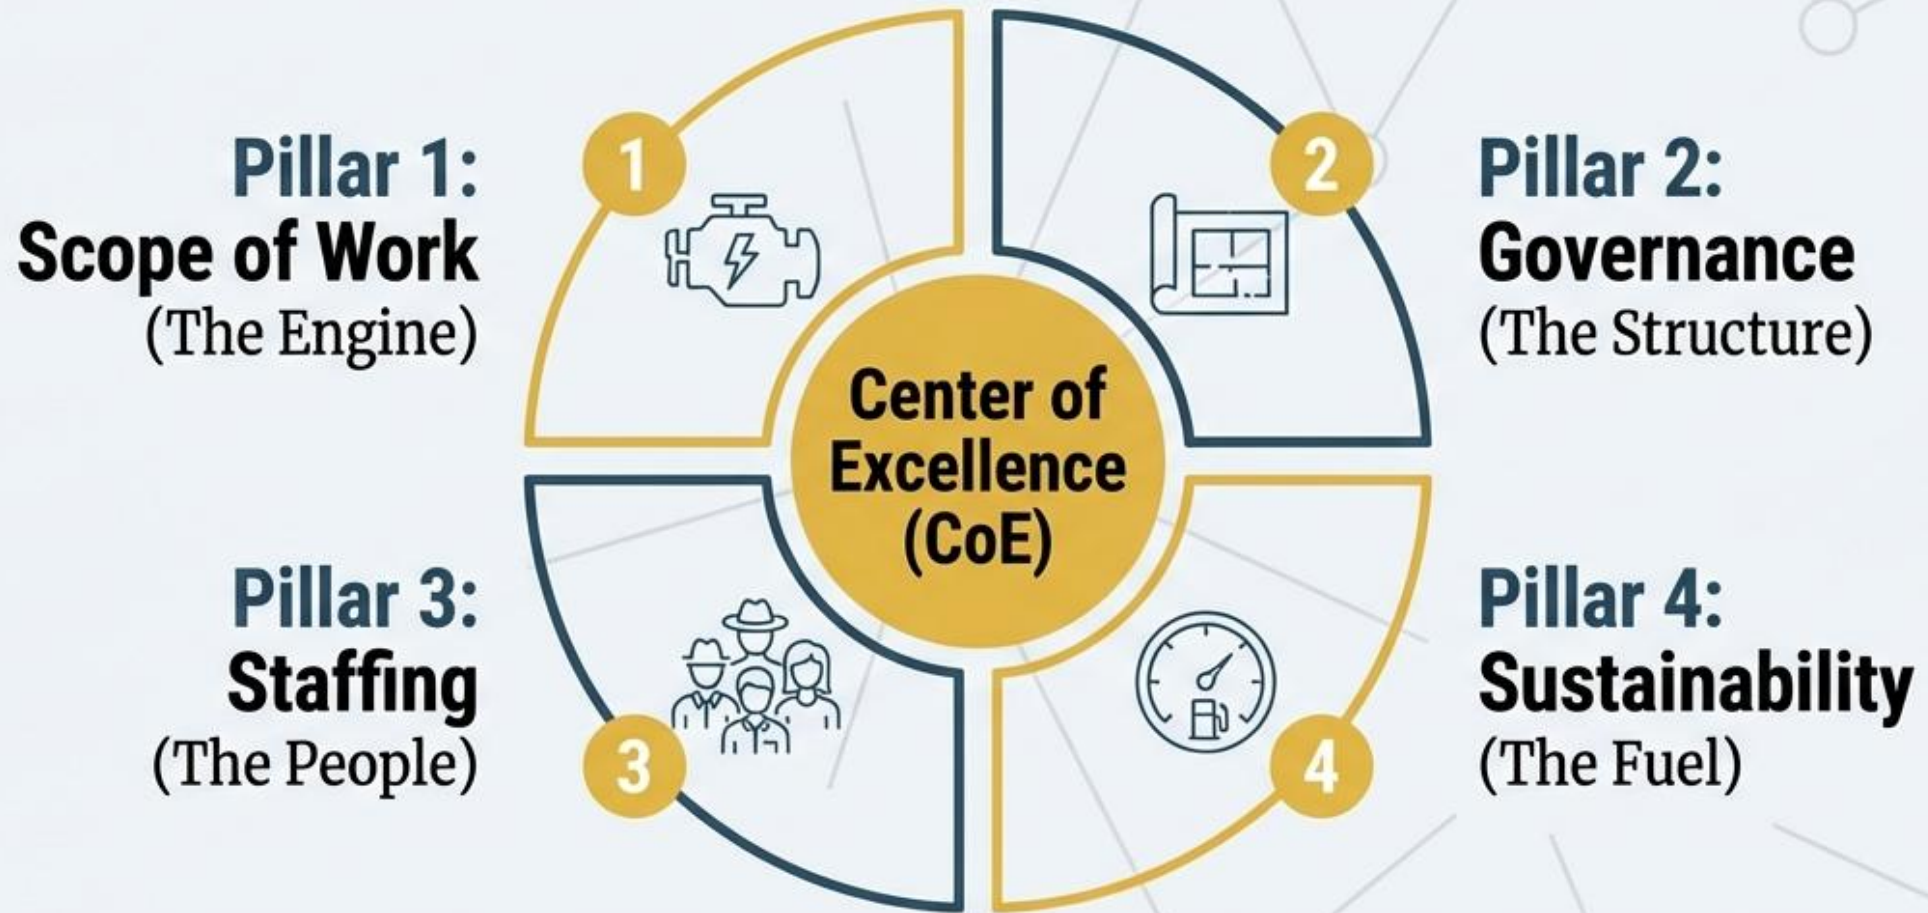 Pillar 1:
Scope of Work
(The Engine)
1
2
Pillar 2:
Governance
(The Structure)
Center of
Excellence
(CoE)
Pillar 3:
Staffing
(The People)
3
4
Pillar 4:
Sustainability
(The Fuel)